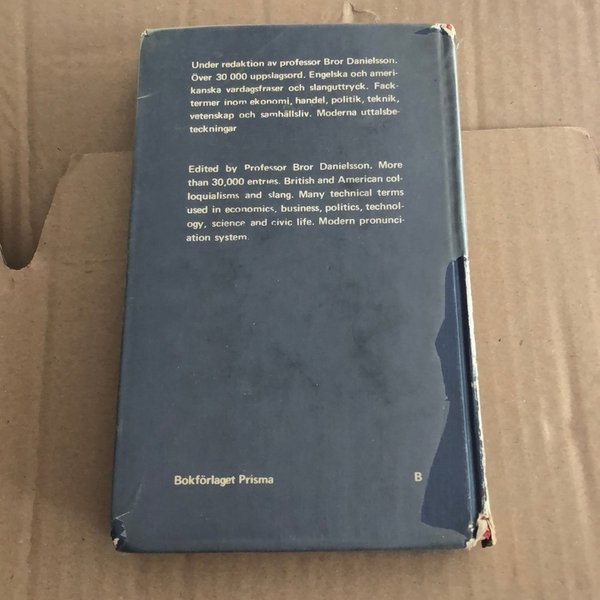 Under redaktion av professor Bror Danielsson.
Över 30 000 uppslagsord. Engelska och ameri-
kanska vardagsfraser och slanguttryck. Fack-
termer inom ekonomi, handel, politik, teknik,
vetenskap och samhällsliv. Moderna uttalsbe-
teckningar
Edited by Professor Bror Danielsson. More
than 30,000 entries. British and American col-
loquialisms and slang. Many technical terms
used in economics, business, politics, technol-
ogy, science and civic life. Modern pronunci-
ation system.
Bokförlaget Prisma
B